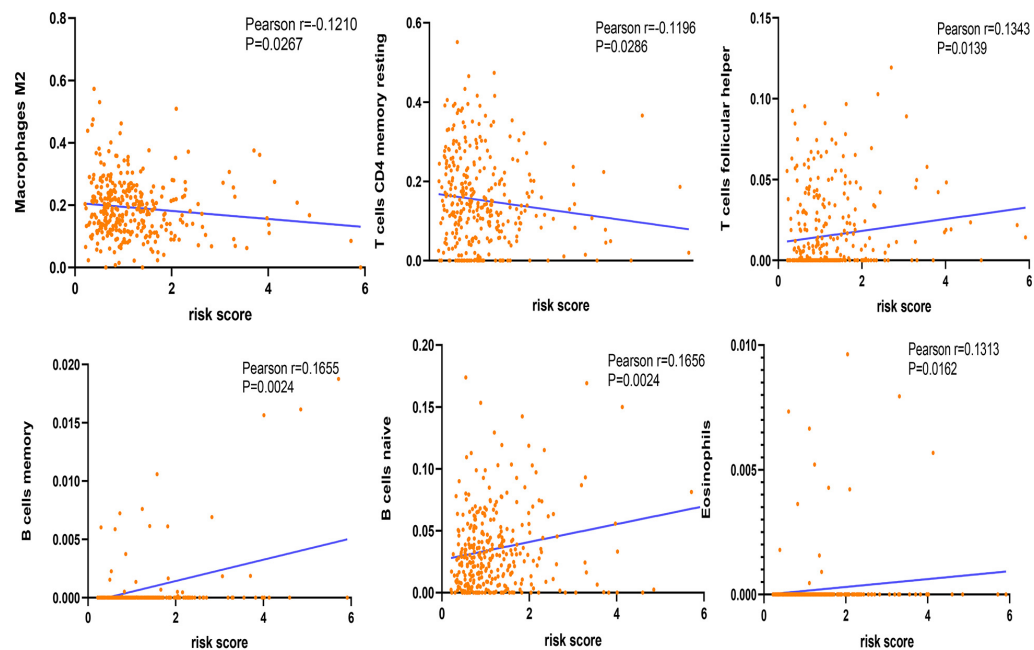 Pearson r=-0.1210
P=0.0267
Macrophages M2
0.8
0.6
0.4
0.2
0.0
0
2
4
6
risk score
Pearson r=-0.1196
P=0.0286
T cells CD4 memory resting
0.6
0.4
0.2
0.0
risk score
Pearson r=0.1343
P=0.0139
T cells follicular helper
0.15
0.10
0.05
0.00
0
1
2
3
4
5
6
risk score
Pearson r=0.1655
P=0.0024
B cells memory
0.020
0.015
0.010
0.005
0.000
0
2
4
6
risk score
Pearson r=0.1656
P=0.0024
B cells naive
0.20
0.15
0.10
0.05
0.00
0
2
4
6
risk score
Pearson r=0.1313
P=0.0162
Eosinophils
0.010
0.005
0.000
0
2
4
6
risk score